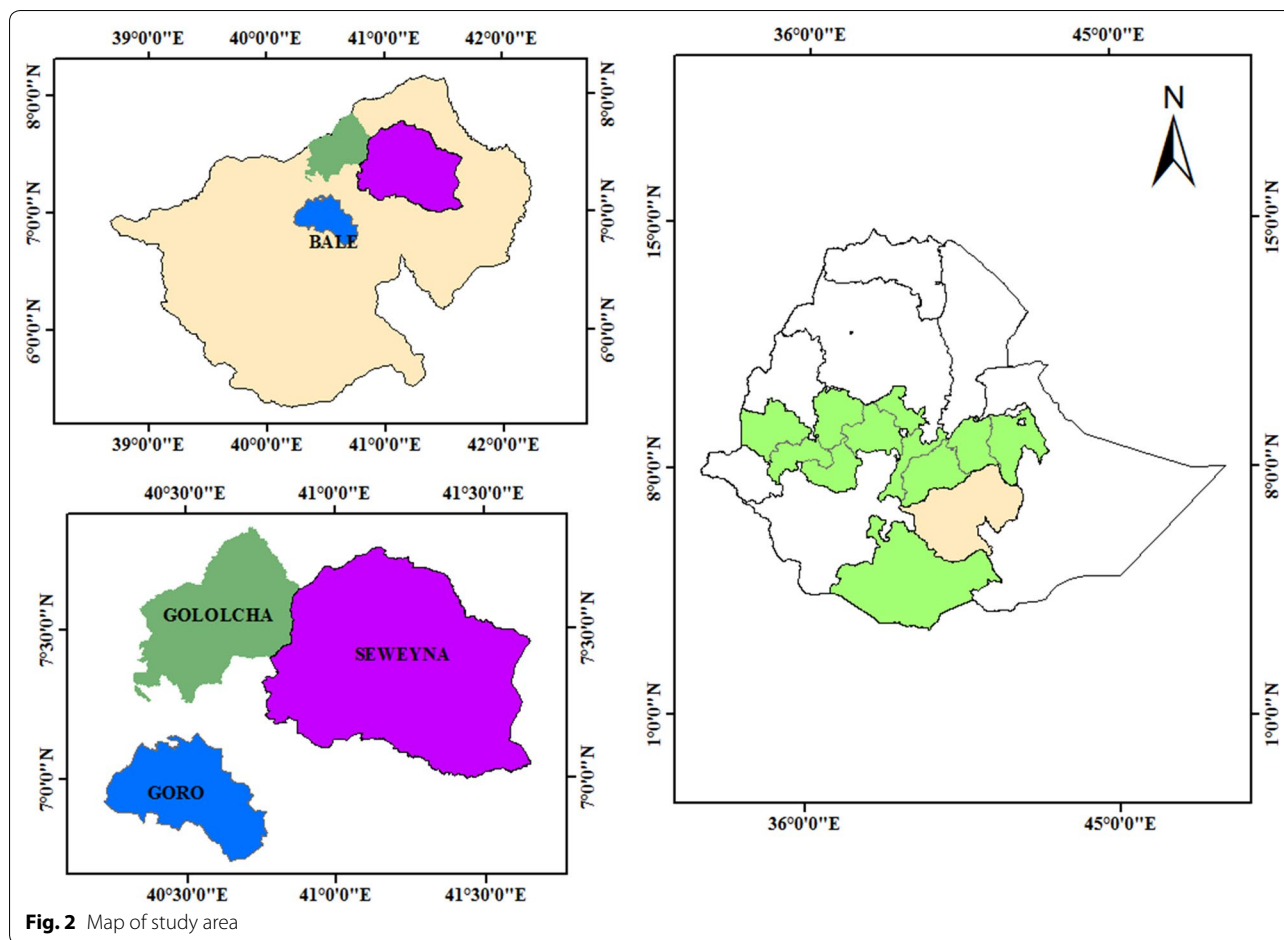 39°0'0"E 40°0'0"E 41°0'0"E 42°0'0"E
8°0'0"N 8°0'0"N
7°0'0"N 7°0'0"N
BALE
6°0'0"N 6°0'0"N
39°0'0"E 40°0'0"E 41°0'0"E 42°0'0"E
40°30'0"E 41°0'0"E 41°30'0"E
GOLOLCHA
7°30'0"N 7°30'0"N
SEWEYNA
7°0'0"N 7°0'0"N
GORO
40°30'0"E 41°0'0"E 41°30'0"E
36°0'0"E 45°0'0"E
N
15°0'0"N 15°0'0"N
8°0'0"N 8°0'0"N
1°0'0"N 1°0'0"N
36°0'0"E 45°0'0"E
Fig. 2 Map of study area